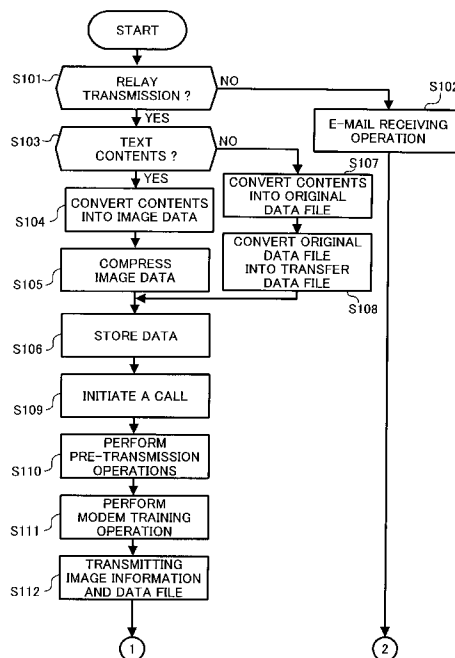 START
S101
RELAY
TRANSMISSION ?
NO
S102
YES
E-MAIL RECEIVING
OPERATION
S103
TEXT
CONTENTS ?
NO
S107
YES
CONVERT CONTENTS
INTO ORIGINAL
DATA FILE
S104
CONVERT CONTENTS
INTO IMAGE DATA
CONVERT ORIGINAL
DATA FILE
INTO TRANSFER
DATA FILE
S108
S105
COMPRESS
IMAGE DATA
S106
STORE DATA
S109
INITIATE A CALL
S110
PERFORM
PRE-TRANSMISSION
OPERATIONS
S111
PERFORM
MODEM TRAINING
OPERATION
S112
TRANSMITTING
IMAGE INFORMATION
AND DATA FILE
1
2